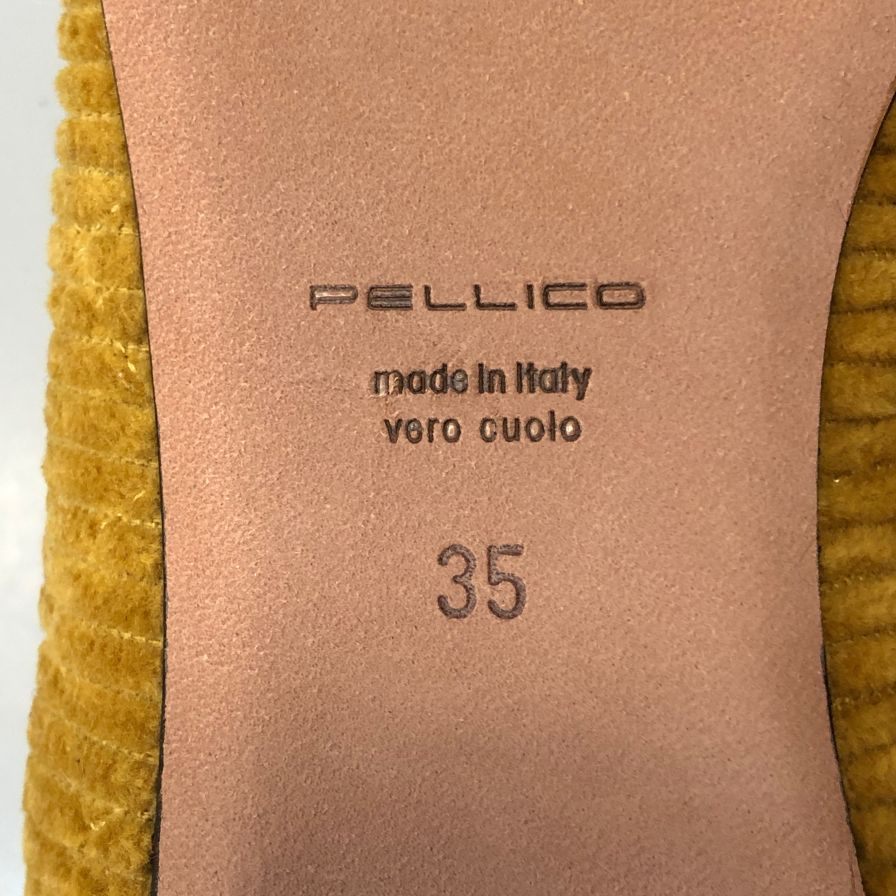 PELLICO
made in Italy
vero cuoio
35